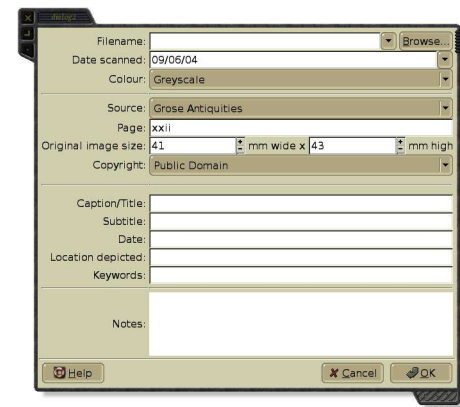 dialog2
Filename: Browse...
Date scanned: 09/06/04
Colour: Greyscale
Source: Grose Antiquities
Page: xxii
Original image size: 41 mm wide x 43 mm high
Copyright: Public Domain
Caption/Title:
Subtitle:
Date:
Location depicted:
Keywords:
Notes:
Help Cancel OK